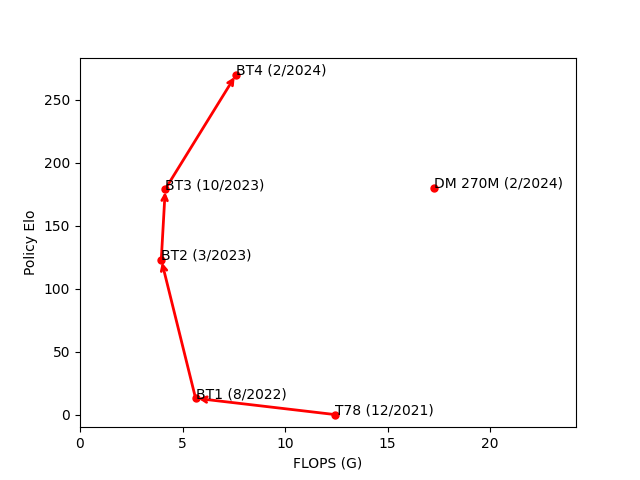 250
200
150
100
50
0
Policy Elo
BT4 (2/2024)
DM 270M (2/2024)
BT3 (10/2023)
BT2 (3/2023)
BT1 (8/2022)
T78 (12/2021)
0 5 10 15 20
FLOPS (G)